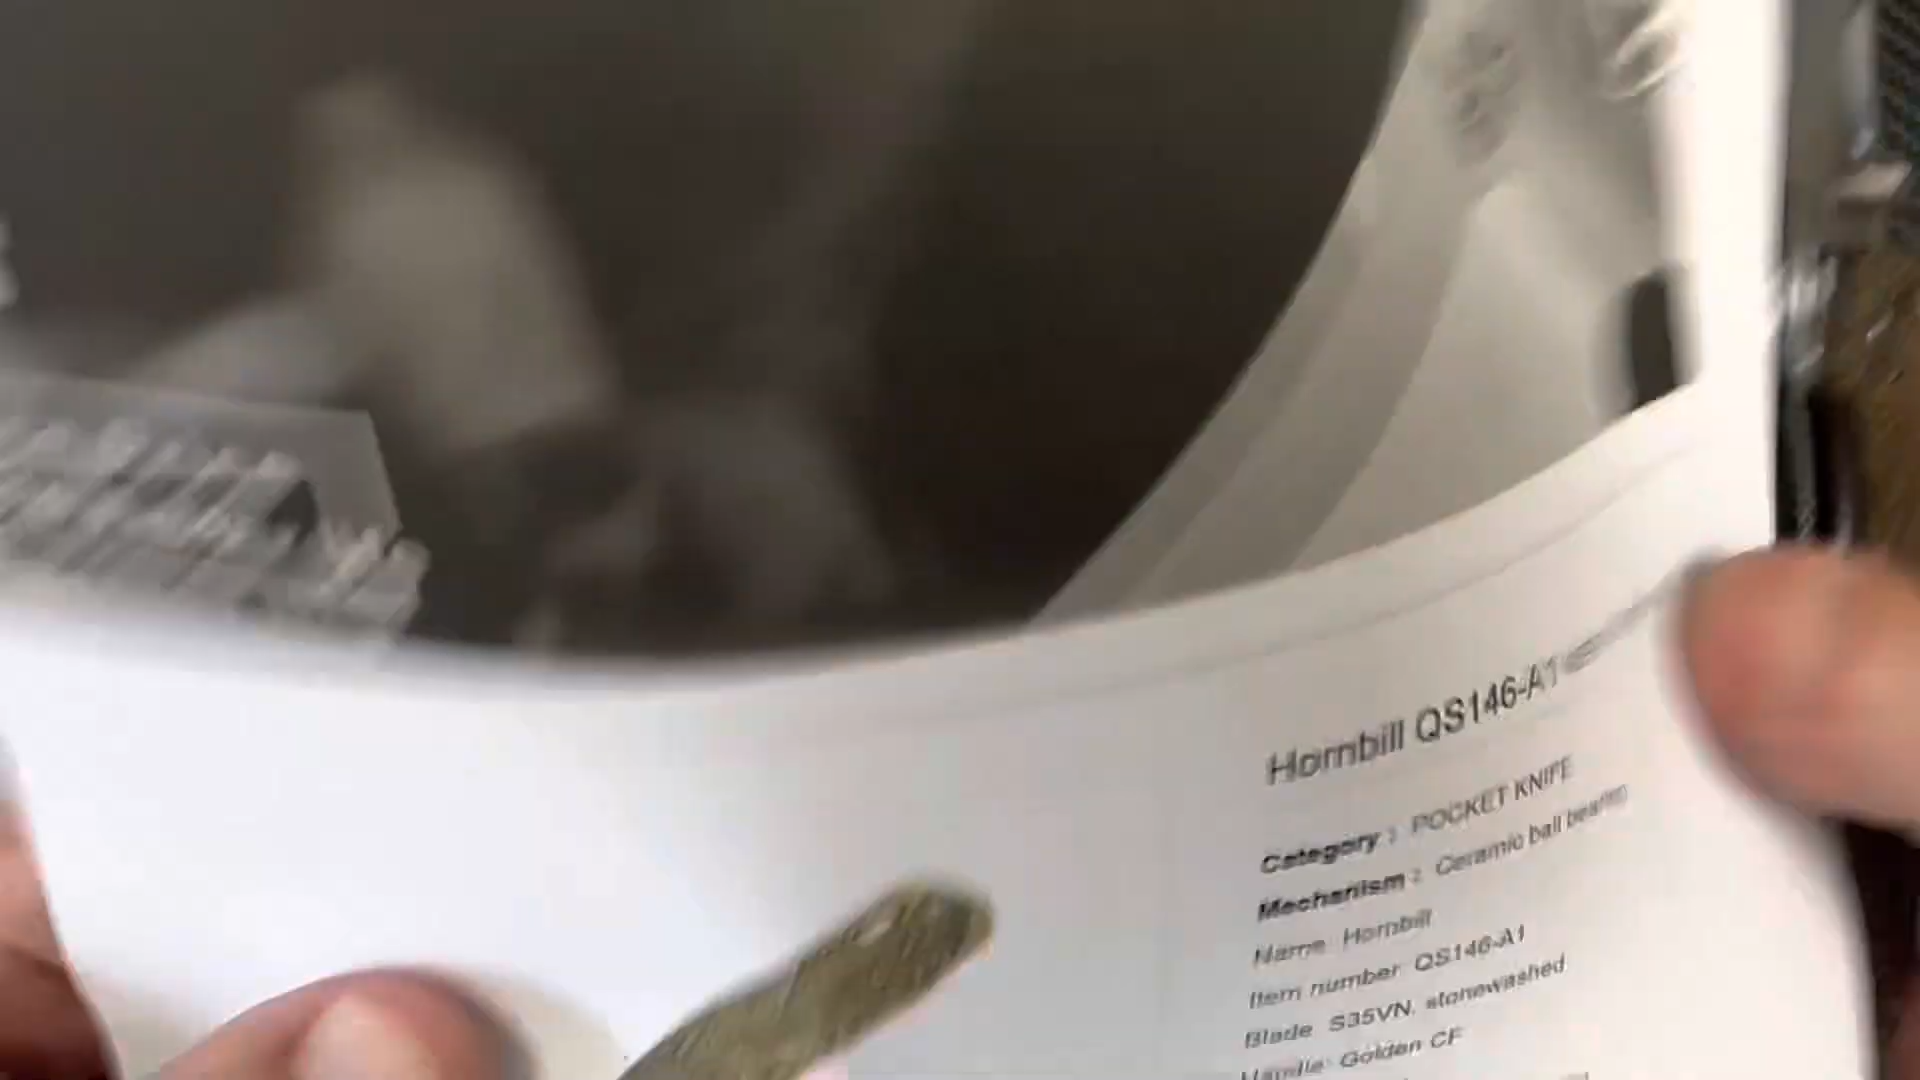 Hornbill QS146-A1
Category : POCKET KNIFE
Mechanism : Ceramic ball bearing
Name: Hornbill
Item number: QS146-A1
Blade: S35VN, stonewashed
Handle: Golden CF